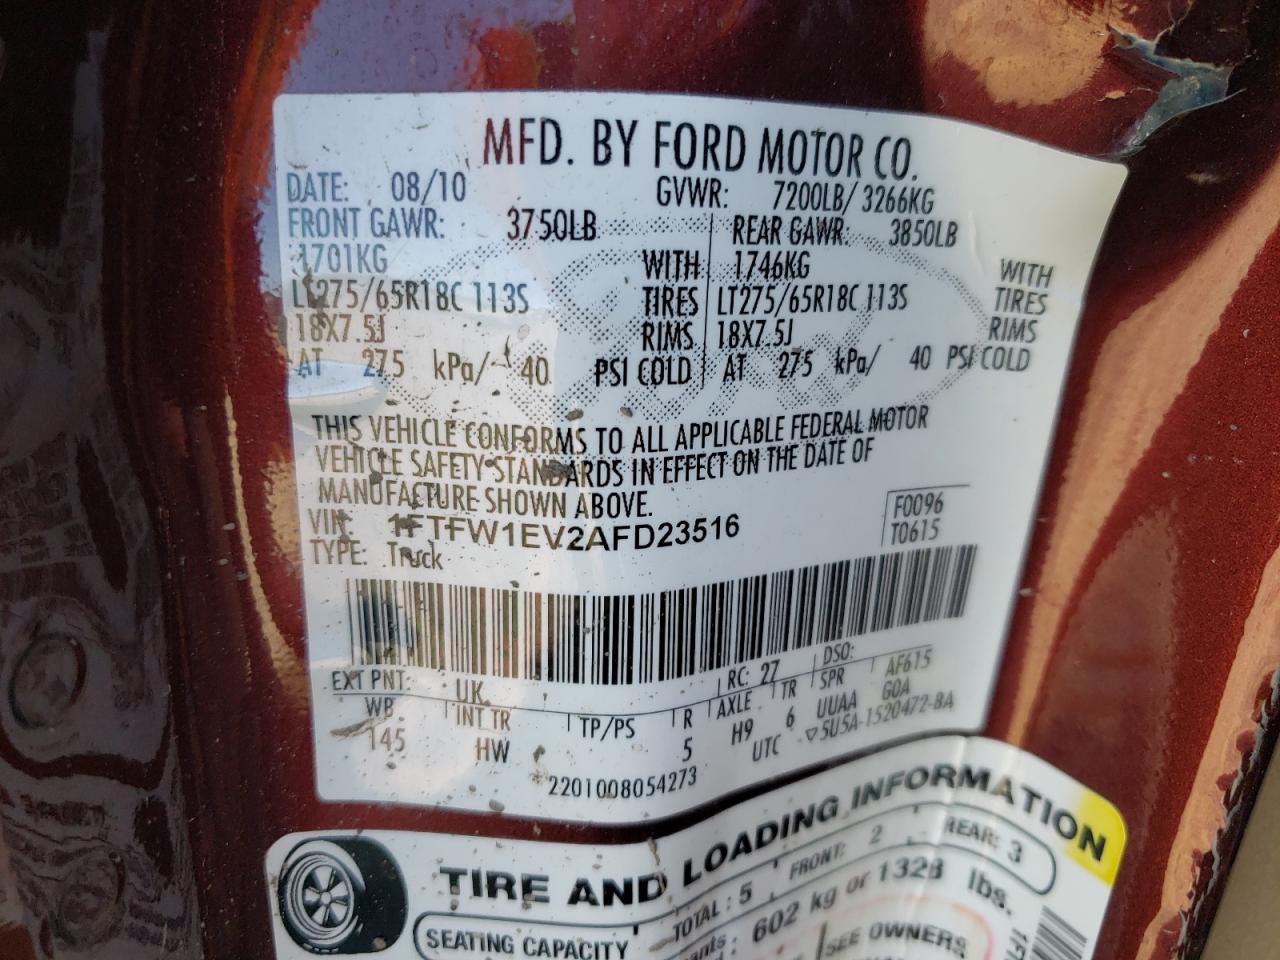 MFD. BY FORD MOTOR CO.
DATE: 08/10 GVWR: 7200LB/ 3266KG
FRONT GAWR: 3750LB REAR GAWR: 3850LB
1701KG WITH 1746KG WITH
LT275/65R18C 113S TIRES LT275/65R18C 113S TIRES
18X7.5J RIMS 18X7.5J RIMS
AT 275 kPa/ 40 PSI COLD AT 275 kPa/ 40 PSI COLD
THIS VEHICLE CONFORMS TO ALL APPLICABLE FEDERAL MOTOR
VEHICLE SAFETY STANDARDS IN EFFECT ON THE DATE OF
MANUFACTURE SHOWN ABOVE.
VIN: 1FTFW1EV2AFD23516
TYPE: Truck
F0096
T0615
EXT PNT: UK RC: 27 DSO: AF615
WB INT TR TP/PS R AXLE TR SPR
145 HW 5 H9 6 UUAA G0A
UTC ▽5U5A-1520472-BA
2201008054273
TIRE AND LOADING INFORMATION
SEATING CAPACITY TOTAL: 5 FRONT: 2 REAR: 3
602 kg or 1328 lbs.
SEE OWNERS